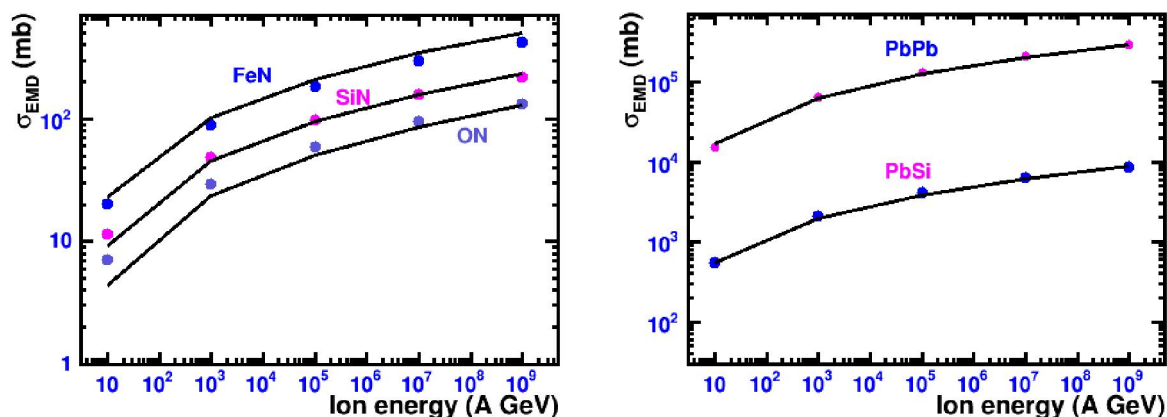 σEMD (mb)
10²
10
1
FeN
SiN
ON
10 10² 10³ 10⁴ 10⁵ 10⁶ 10⁷ 10⁸ 10⁹
Ion energy (A GeV)
σEMD (mb)
10⁵
10⁴
10³
10²
PbPb
PbSi
10 10² 10³ 10⁴ 10⁵ 10⁶ 10⁷ 10⁸ 10⁹
Ion energy (A GeV)